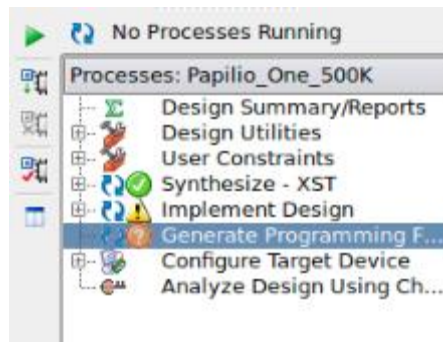 No Processes Running
Processes: Papilio_One_500K
Design Summary/Reports
Design Utilities
User Constraints
Synthesize - XST
Implement Design
Generate Programming F...
Configure Target Device
Analyze Design Using Ch...